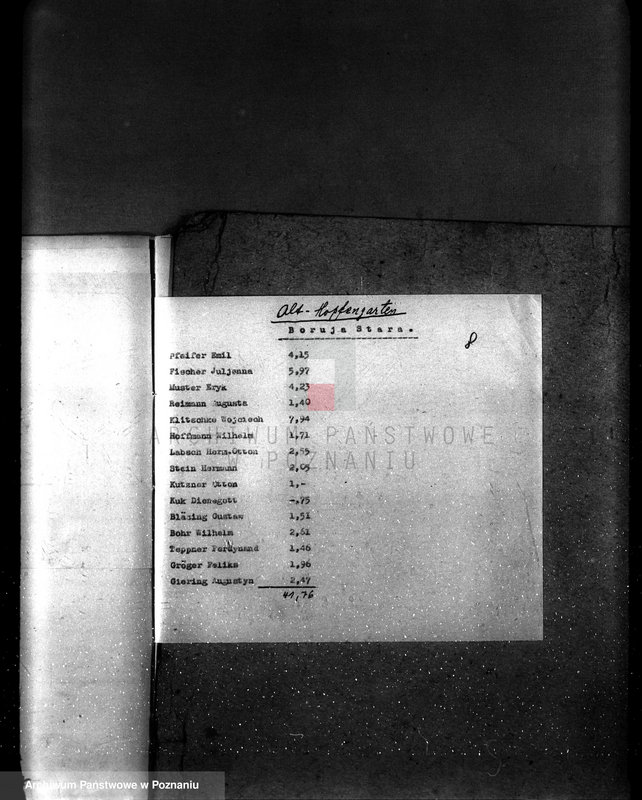 Alt-Hopfengarten
Boruja Stara.
8
Pfeifer Emil 4,15
Fischer Juljanna 5,97
Muster Eryk 4,23
Reimann Augusta 1,40
Klitschke Wojciech 7,94
Hoffmann Wilhelm 1,71
Labsch Herm.Otton 2,55
Stein Hermann 2,05
Kutzner Otton 1,-
Kuk Dienegott -,75
Bläsing Gustaw 1,51
Bohr Wilhelm 2,61
Teppner Ferdynand 1,46
Gröger Feliks 1,96
Giering Augustyn 2,47
41,76
ARCHIWUM PAŃSTWOWE
W POZNANIU
Archiwum Państwowe w Poznaniu